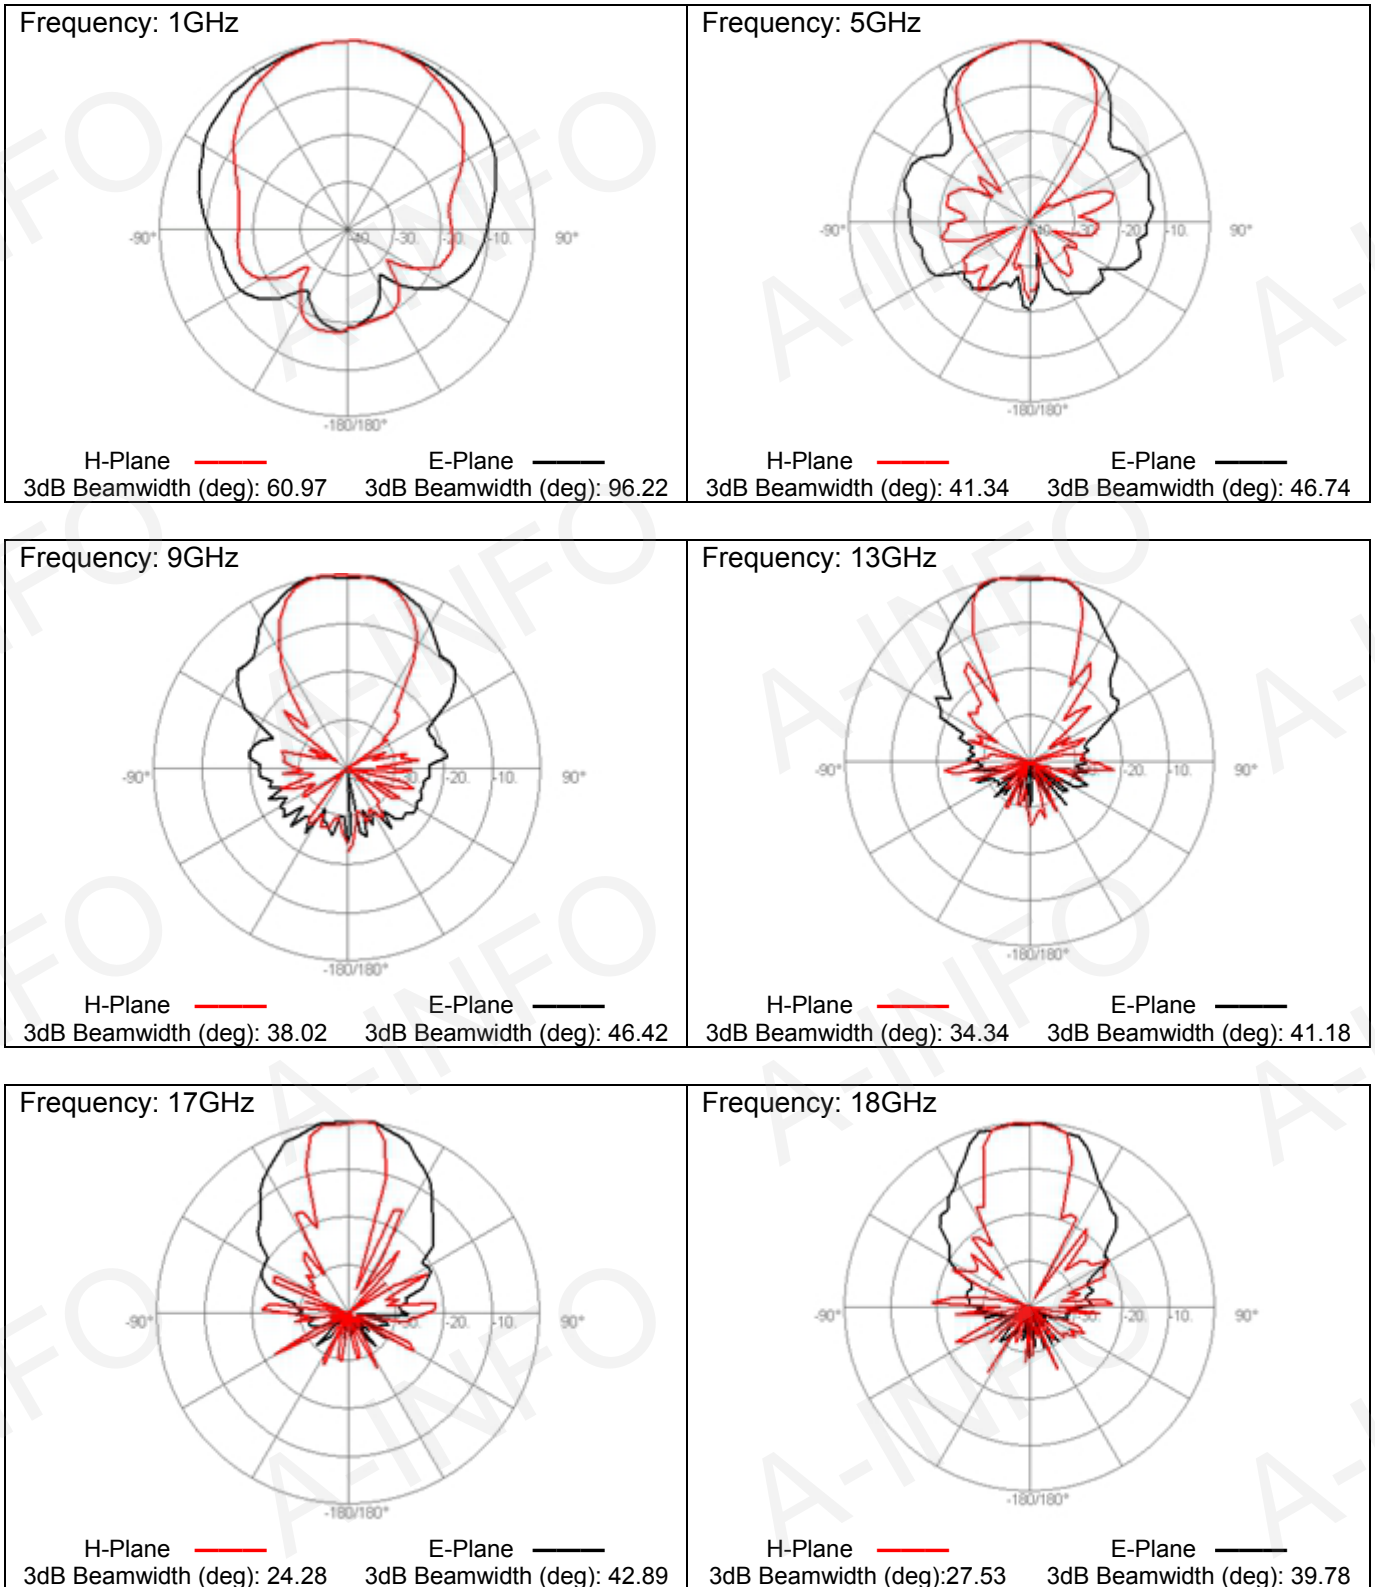 Frequency: 1GHz
-40. -30. -20. -10.
-90° 90°
-180/180°
H-Plane E-Plane
3dB Beamwidth (deg): 60.97 3dB Beamwidth (deg): 96.22
Frequency: 5GHz
-90° 90°
-20. -10.
-180/180°
H-Plane E-Plane
3dB Beamwidth (deg): 41.34 3dB Beamwidth (deg): 46.74
Frequency: 9GHz
-90° -20. -10. 90°
-180/180°
H-Plane E-Plane
3dB Beamwidth (deg): 38.02 3dB Beamwidth (deg): 46.42
Frequency: 13GHz
-90° -20. -10. 90°
-180/180°
H-Plane E-Plane
3dB Beamwidth (deg): 34.34 3dB Beamwidth (deg): 41.18
Frequency: 17GHz
-90° -20. -10. 90°
-180/180°
H-Plane E-Plane
3dB Beamwidth (deg): 24.28 3dB Beamwidth (deg): 42.89
Frequency: 18GHz
-90° -20. -10. 90°
-180/180°
H-Plane E-Plane
3dB Beamwidth (deg):27.53 3dB Beamwidth (deg): 39.78
A-INFO